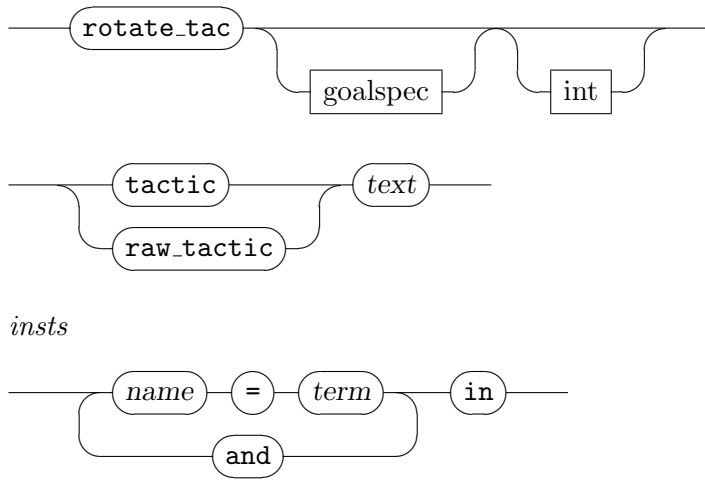 rotate_tac
goalspec int
tactic text
raw_tactic
insts
name = term in
and